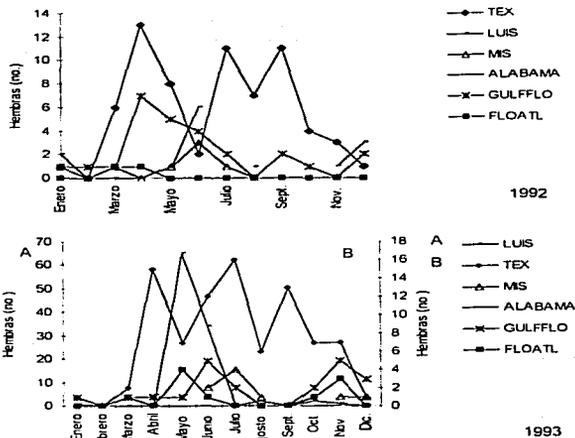 Hembras (no.)
14
12
10
8
6
4
2
0
Enero
Marzo
Mayo
Julio
Sept.
Nov.
TEX
LUIS
MIS
ALABAMA
GULFFLO
FLOATL
1992
A
B
Hembras (no)
70
60
50
40
30
20
10
0
Enero
Febrero
Marzo
Abril
Mayo
Junio
Julio
Agosto
Sept.
Oct.
Nov.
Dic.
18
16
14
12
10
8
6
4
2
0
Hembras (no)
A
LUIS
B
TEX
MIS
ALABAMA
GULFFLO
FLOATL
1993